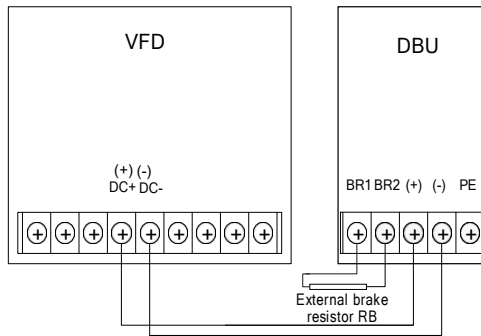 VFD
DBU
(+) (-)
DC+ DC-
BR1 BR2 (+) (-) PE
External brake
resistor RB